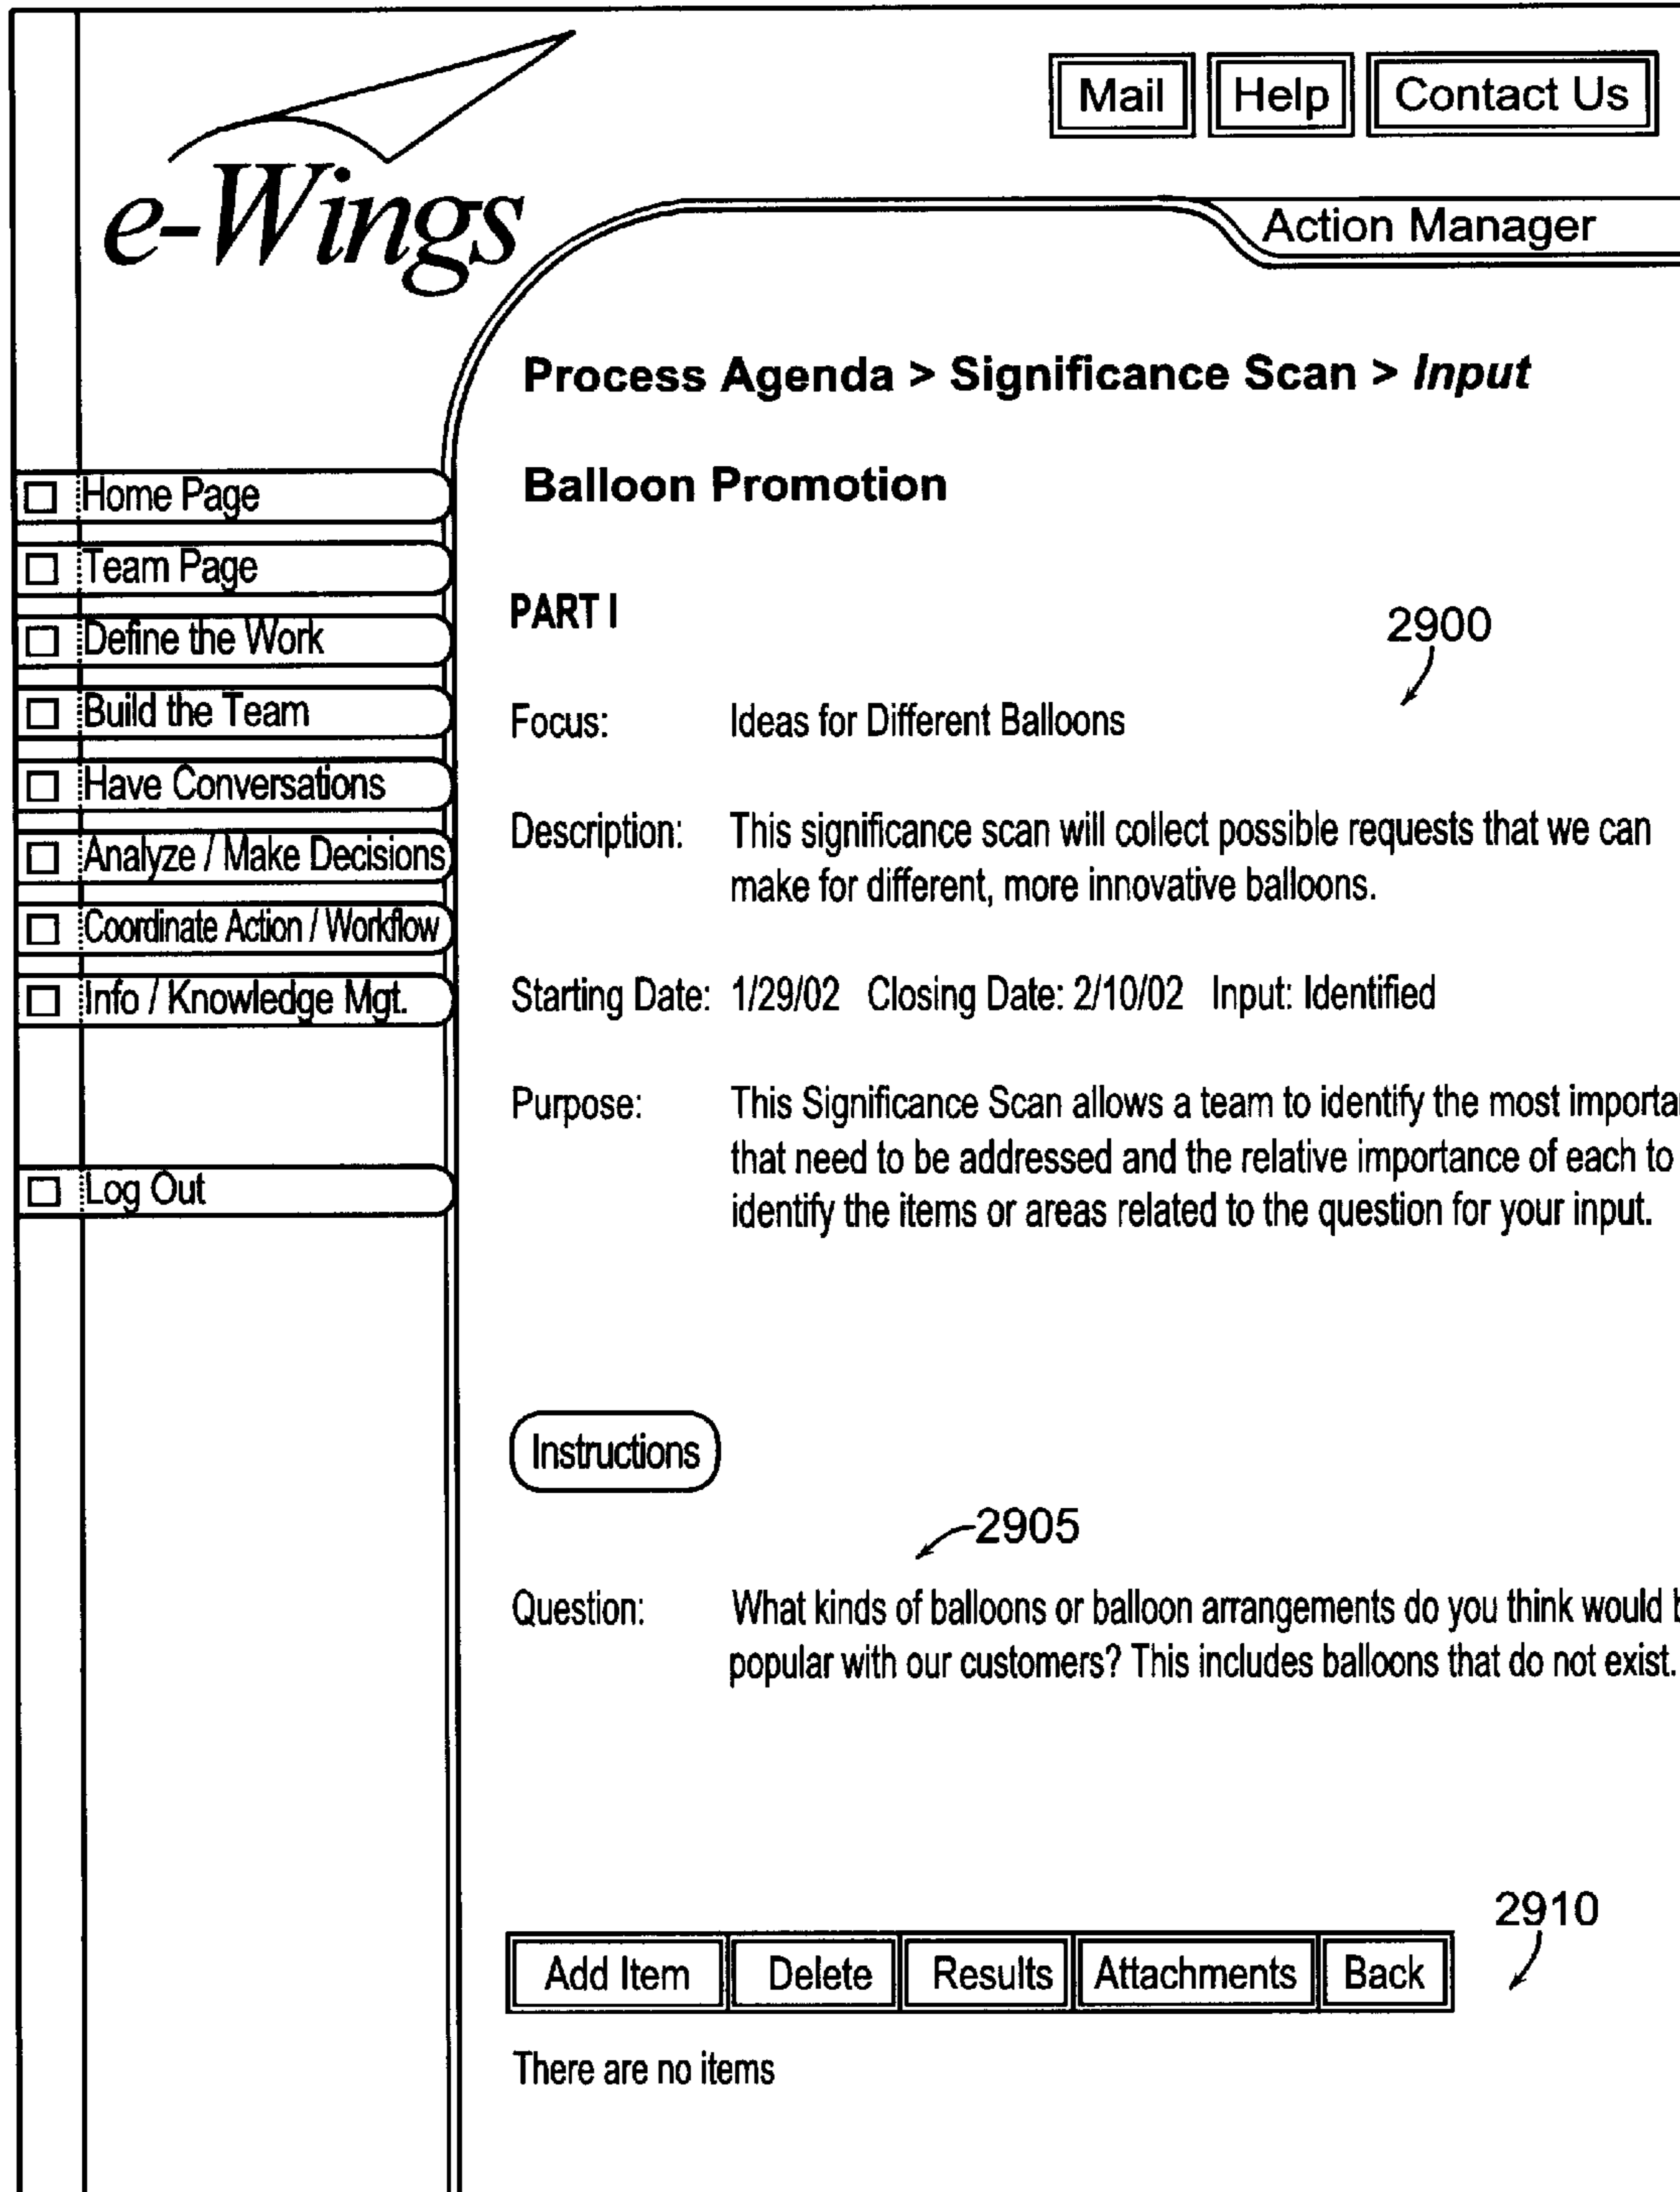 Mail Help Contact Us
e-Wings
Action Manager
Process Agenda > Significance Scan > Input
Balloon Promotion
Home Page
Team Page
Define the Work
Build the Team
Have Conversations
Analyze / Make Decisions
Coordinate Action / Workflow
Info / Knowledge Mgt.
Log Out
PART I
2900
Focus: Ideas for Different Balloons
Description: This significance scan will collect possible requests that we can
make for different, more innovative balloons.
Starting Date: 1/29/02 Closing Date: 2/10/02 Input: Identified
Purpose: This Significance Scan allows a team to identify the most
that need to be addressed and the relative importance of each to
identify the items or areas related to the question for your input.
Instructions
2905
Question: What kinds of balloons or balloon arrangements do you think would
popular with our customers? This includes balloons that do not exist.
2910
Add Item Delete Results Attachments Back
There are no items